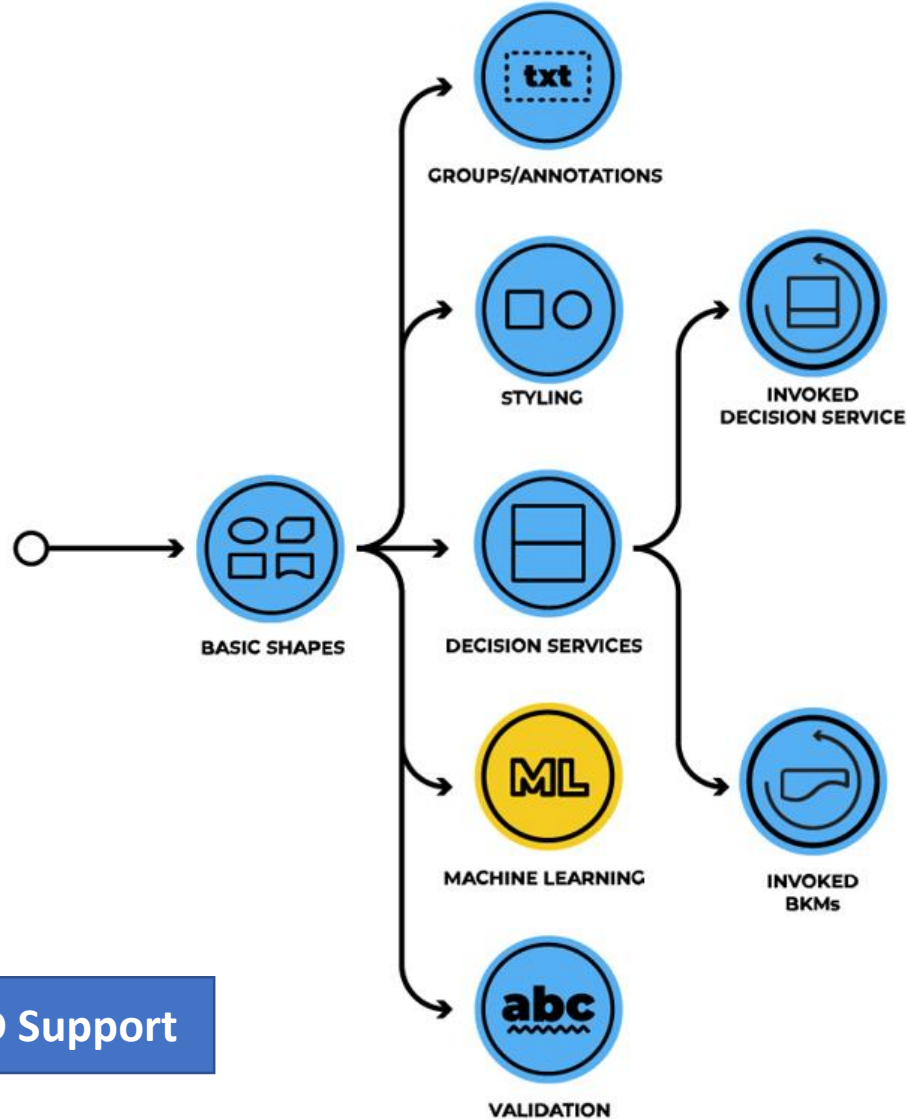 txt
GROUPS/ANNOTATIONS
STYLING
INVOKED
DECISION SERVICE
BASIC SHAPES
DECISION SERVICES
ML
MACHINE LEARNING
INVOKED
BKMs
Support
abc
VALIDATION